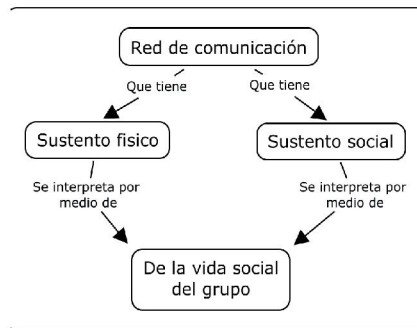 Red de comunicación
Que tiene
Que tiene
Sustento fisico
Sustento social
Se interpreta por
medio de
Se interpreta por
medio de
De la vida social
del grupo